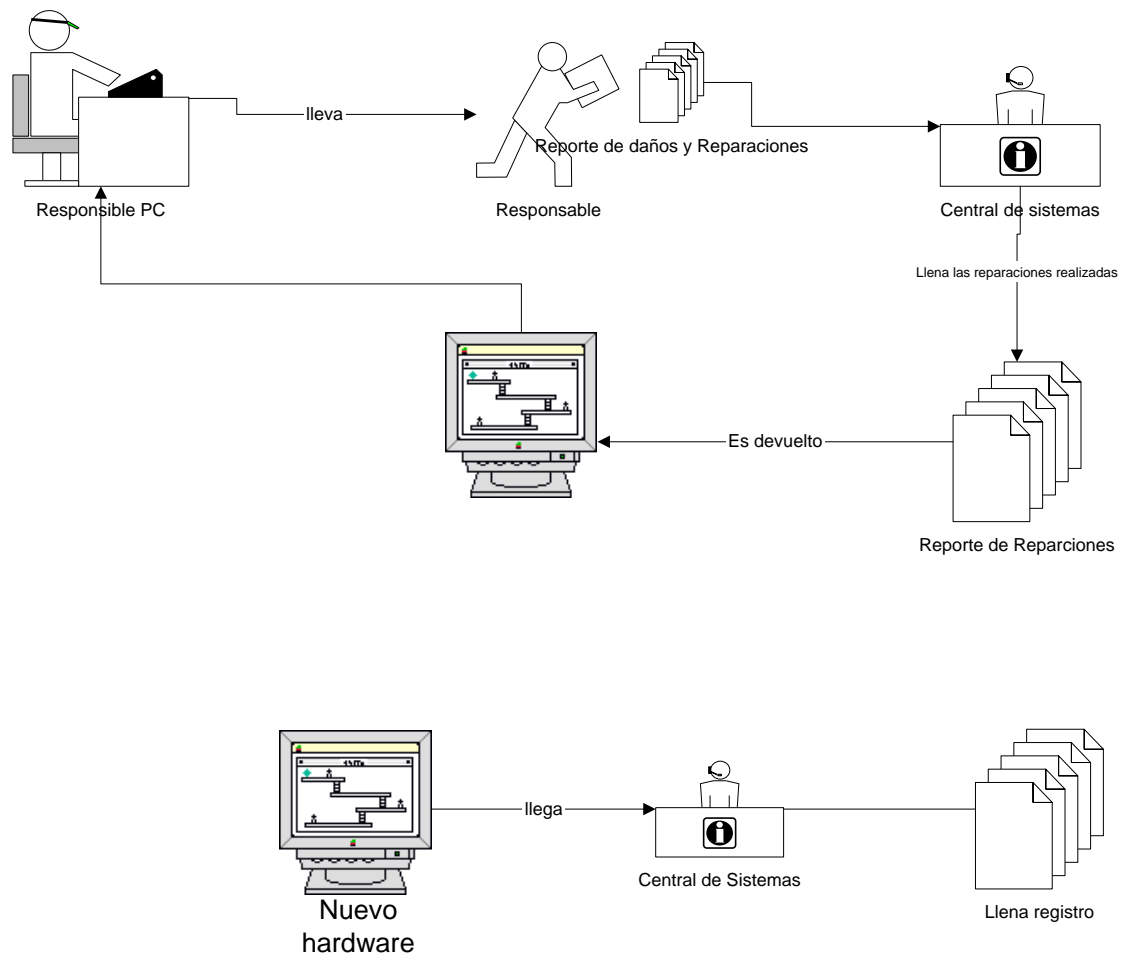 lleva
Reporte de daños y Reparaciones
Responsible PC
Responsable
Central de sistemas
Llena las reparaciones realizadas
Es devuelto
Reporte de Reparciones
llega
Central de Sistemas
Llena registro
Nuevo
hardware